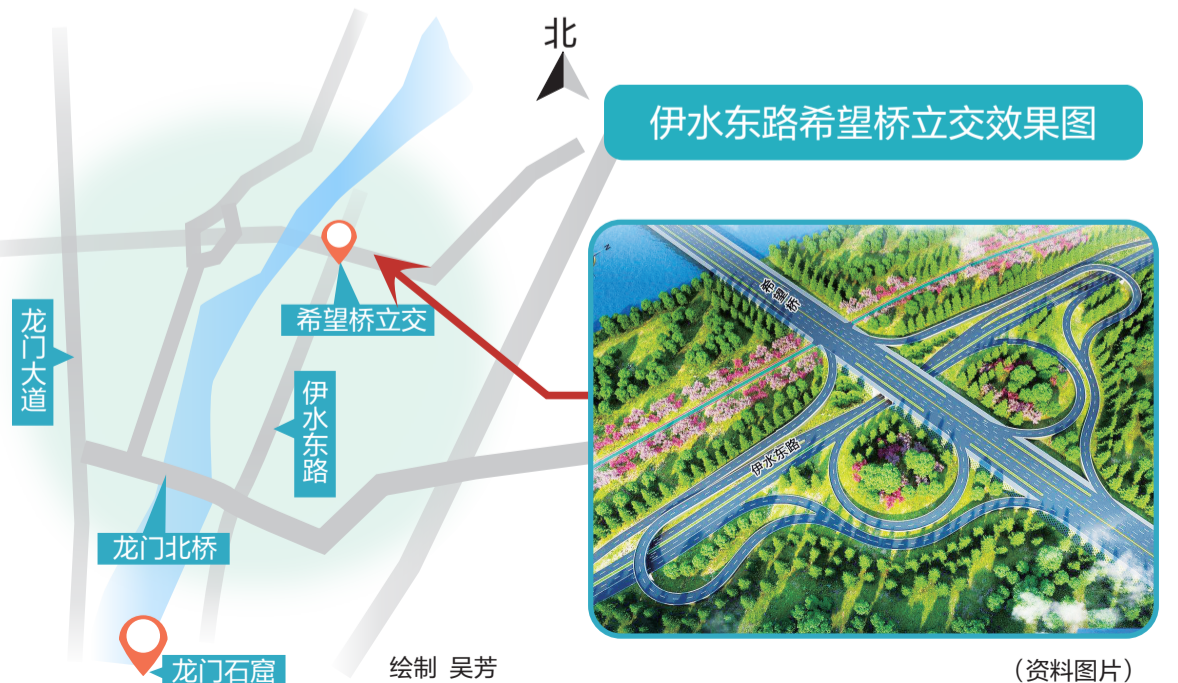 北
伊水东路希望桥立交效果图
N
希望桥
希望桥立交
龙门大道
伊水东路
伊水东路
龙门北桥
龙门石窟
绘制 吴芳
（资料图片）